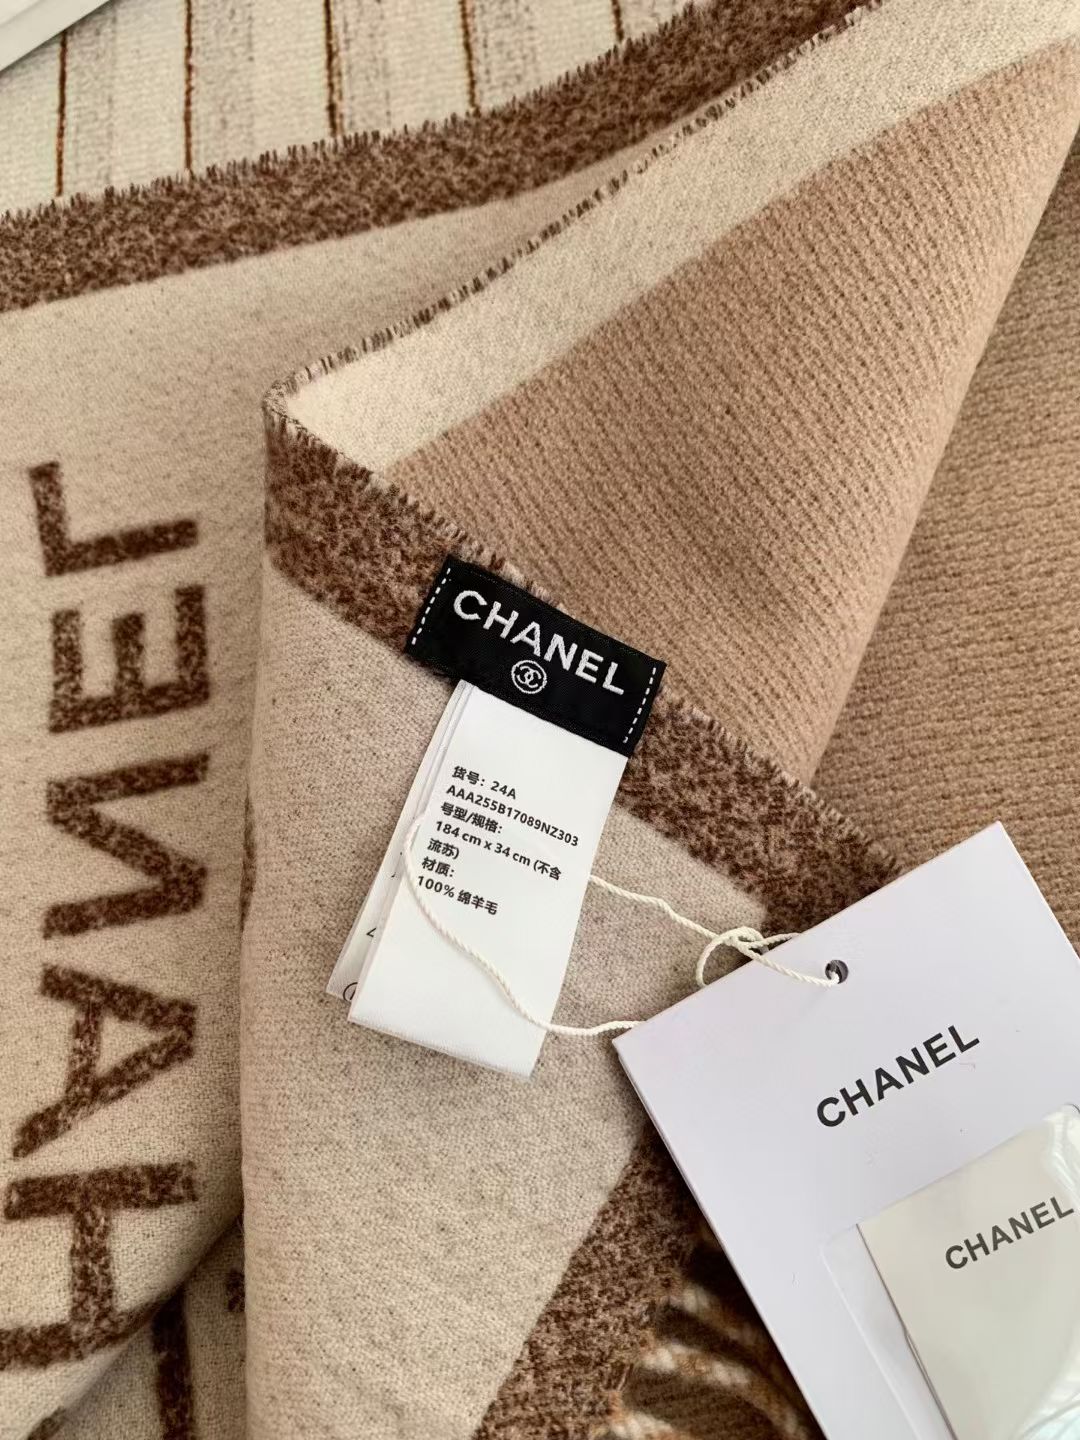 CHANEL
CHANEL
货号: 24A
AAA255B17089NZ303
号型/规格:
184 cm x 34 cm (不含
流苏)
材质:
100% 绵羊毛
CHANEL
CHANEL